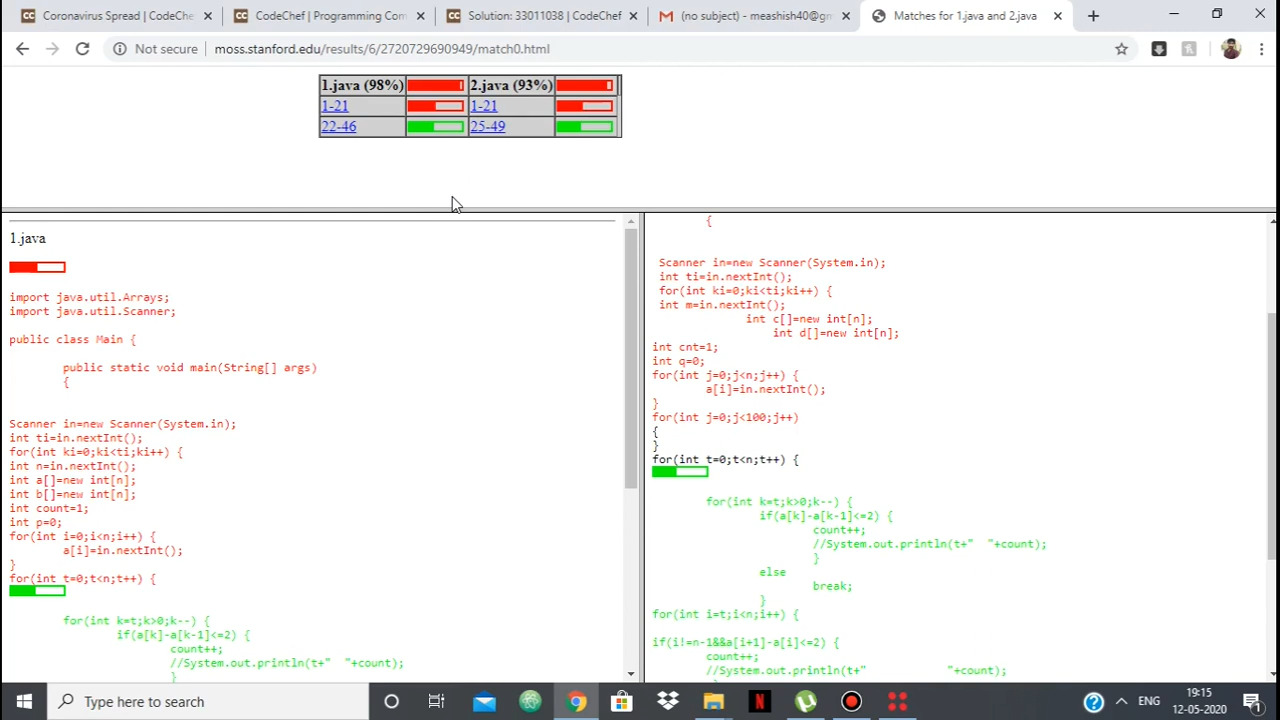 Coronavirus Spread | CodeChe
CodeChef | Programming Com
Solution: 33011038 | CodeChef
(no subject) - meashish40@gm
Matches for 1.java and 2.java
Not secure
moss.stanford.edu/results/6/2720729690949/match0.html
1.java (98%)
2.java (93%)
1-21
1-21
22-46
25-49
1.java
import java.util.Arrays;
import java.util.Scanner;
public class Main {
public static void main(String[] args)
{
Scanner in=new Scanner(System.in);
int ti=in.nextInt();
for(int ki=0;ki<ti;ki++) {
int n=in.nextInt();
int a[]=new int[n];
int b[]=new int[n];
int count=1;
int p=0;
for(int i=0;i<n;i++) {
a[i]=in.nextInt();
}
for(int t=0;t<n;t++) {
for(int k=t;k>0;k--) {
if(a[k]-a[k-1]<=2) {
count++;
//System.out.println(t+"  "+count);
}
{
Scanner in=new Scanner(System.in);
int ti=in.nextInt();
for(int ki=0;ki<ti;ki++) {
int m=in.nextInt();
int c[]=new int[n];
int d[]=new int[n];
int cnt=1;
int q=0;
for(int j=0;j<n;j++) {
a[i]=in.nextInt();
}
for(int j=0;j<100;j++)
{
}
for(int t=0;t<n;t++) {
for(int k=t;k>0;k--) {
if(a[k]-a[k-1]<=2) {
count++;
//System.out.println(t+"  "+count);
}
else
break;
}
for(int i=t;i<n;i++) {
if(i!=n-1&&a[i+1]-a[i]<=2) {
count++;
//System.out.println(t+"            "+count);
Type here to search
ENG
19:15
12-05-2020
1